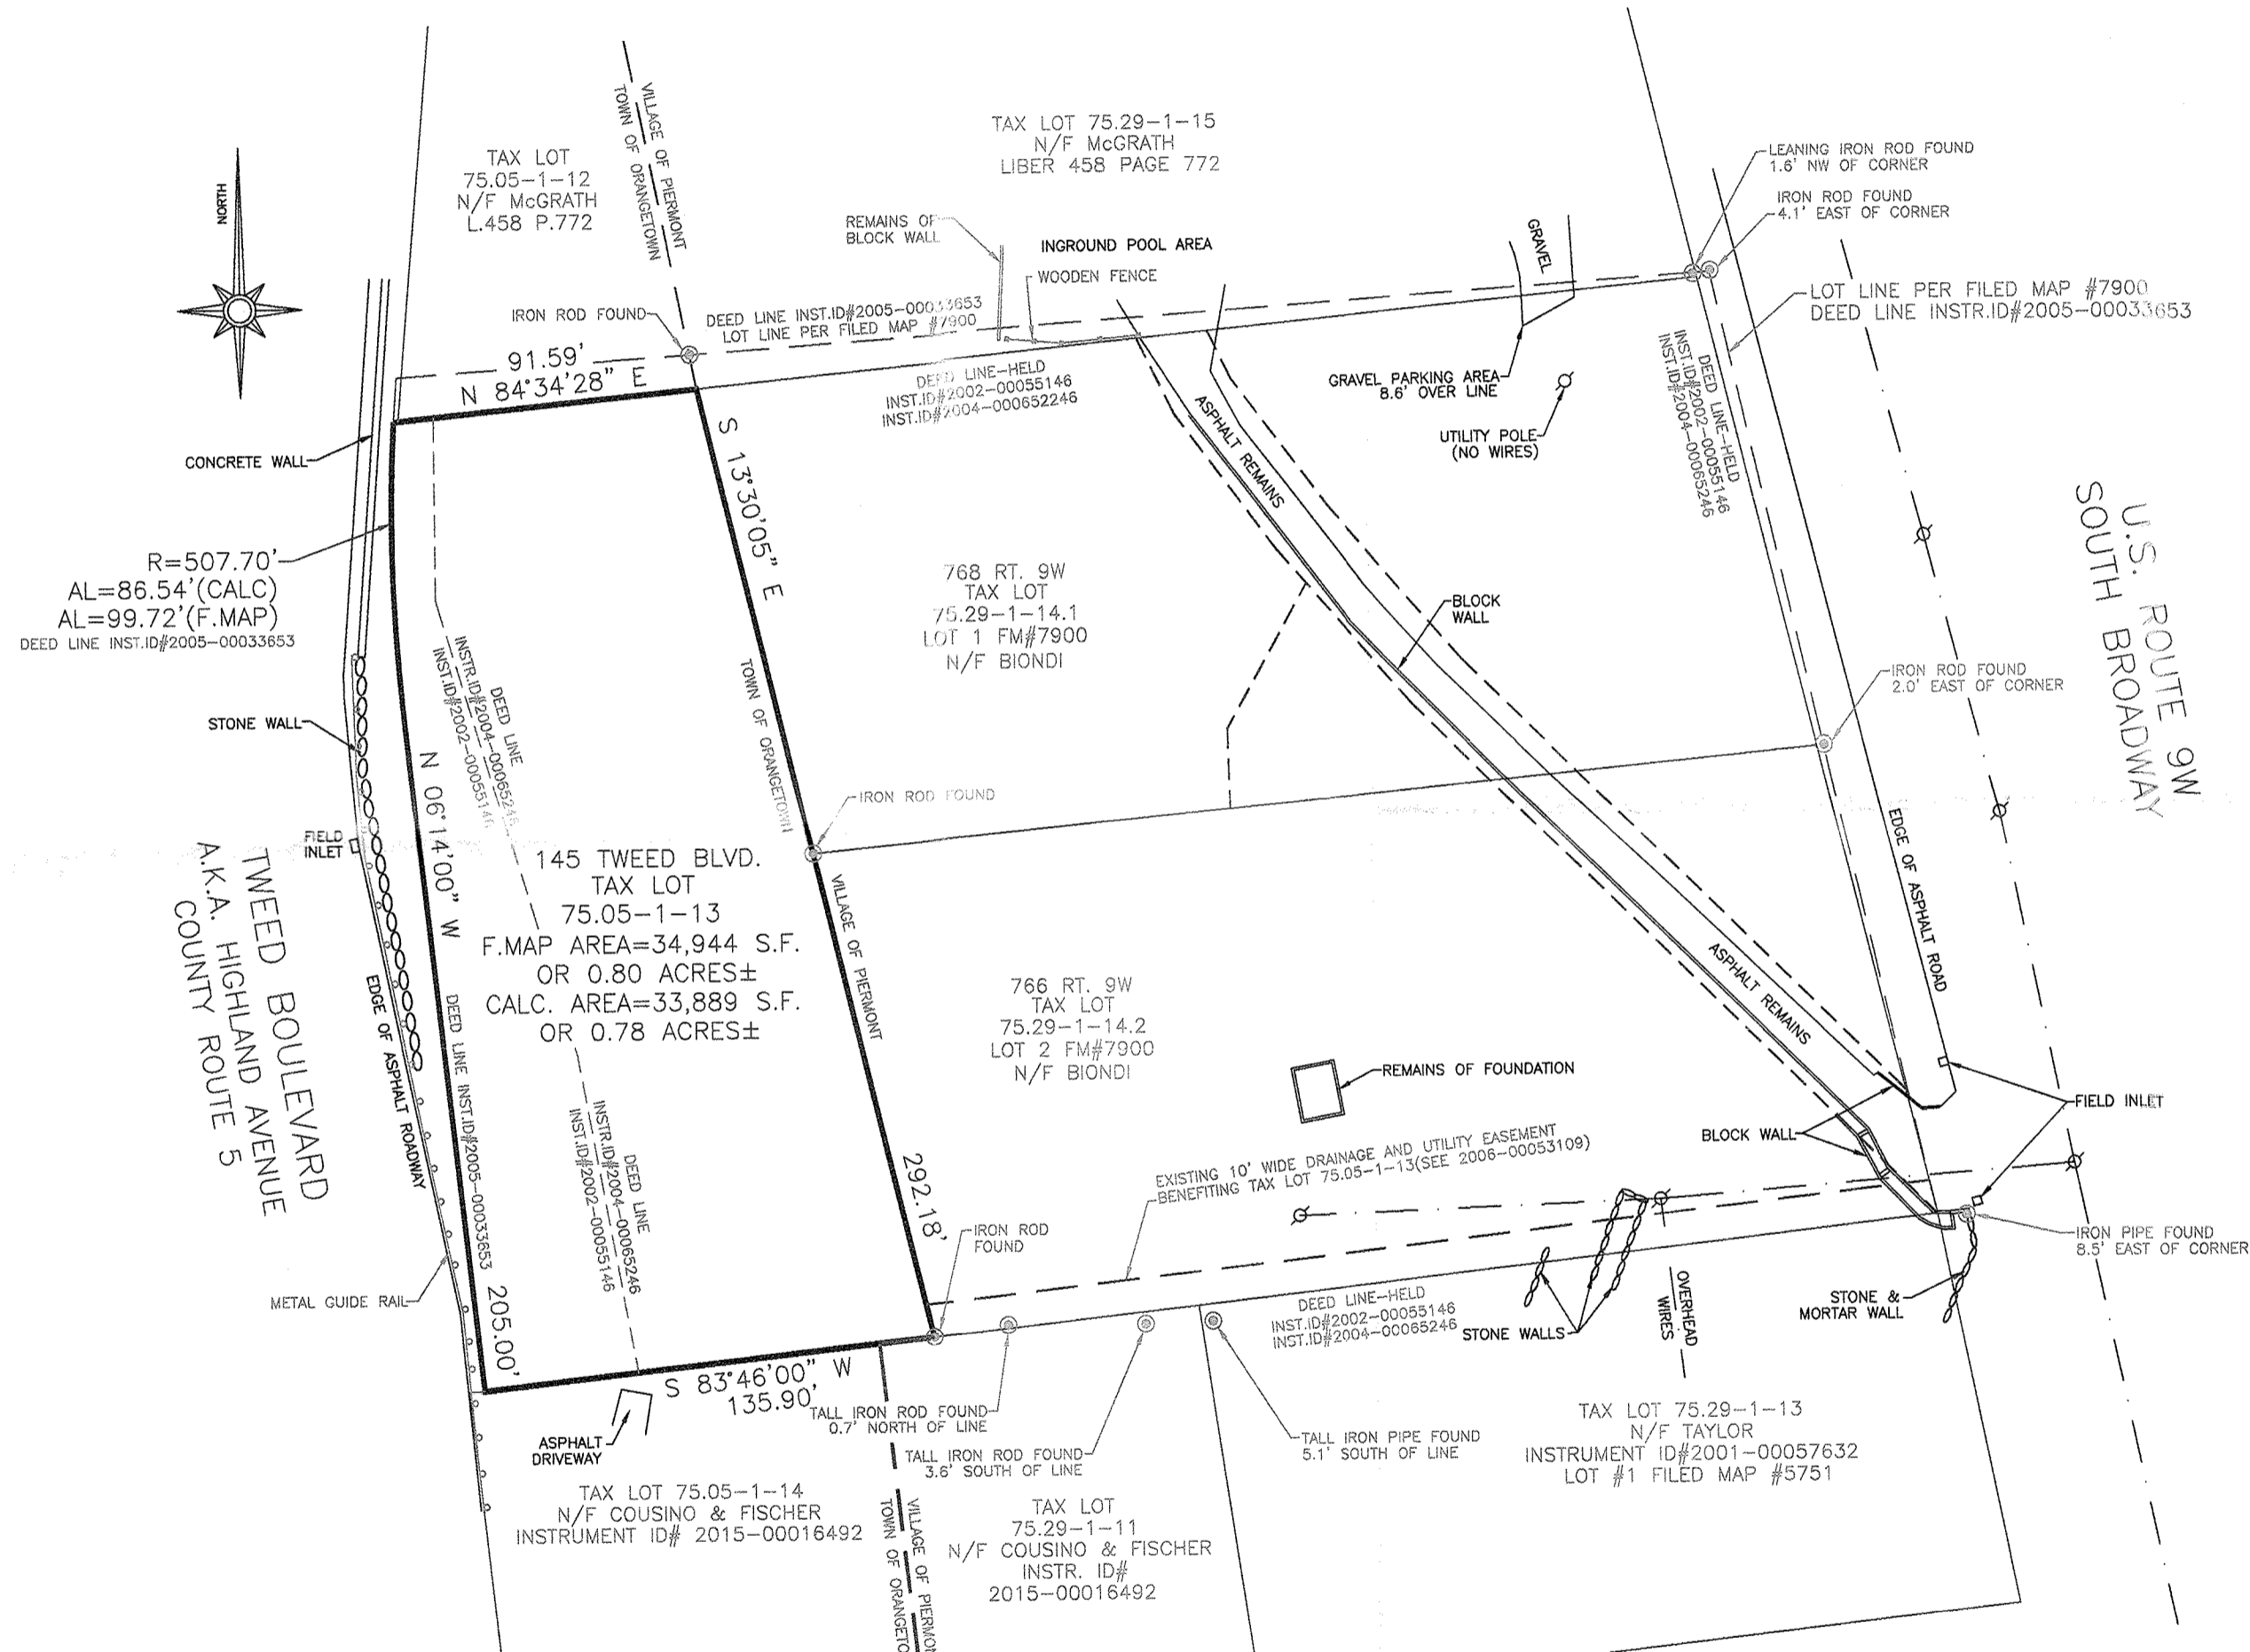 VILLAGE OF PIERMONT
TOWN OF ORANGETOWN
TAX LOT
75.05-1-12
N/F McGRATH
L.458 P.772
TAX LOT 75.29-1-15
N/F McGRATH
LIBER 458 PAGE 772
NORTH
REMAINS OF
BLOCK WALL
INGROUND POOL AREA
WOODEN FENCE
GRAVEL
LEANING IRON ROD FOUND
1.6' NW OF CORNER
IRON ROD FOUND
4.1' EAST OF CORNER
LOT LINE PER FILED MAP #7900
DEED LINE INSTR.ID#2005-00033653
IRON ROD FOUND
DEED LINE INST.ID#2005-00033653
LOT LINE PER FILED MAP #7900
91.59'
N 84°34'28" E
DEED LINE-HELD
INST.ID#2002-00055146
INST.ID#2004-000652246
GRAVEL PARKING AREA
8.6' OVER LINE
UTILITY POLE
(NO WIRES)
DEED LINE-HELD
INST.ID#2002-00055146
INST.ID#2004-00065246
CONCRETE WALL
S 13°30'05" E
ASPHALT REMAINS
U.S. ROUTE 9W
SOUTH BROADWAY
R=507.70'
AL=86.54'(CALC)
AL=99.72'(F.MAP)
DEED LINE INST.ID#2005-00033653
768 RT. 9W
TAX LOT
75.29-1-14.1
LOT 1 FM#7900
N/F BIONDI
BLOCK
WALL
IRON ROD FOUND
2.0' EAST OF CORNER
DEED LINE
INSTR.ID#2004-00065246
INST.ID#2002-00055146
TOWN OF ORANGETOWN
STONE WALL
N 06°14'00" W
IRON ROD FOUND
FIELD
INLET
EDGE OF ASPHALT ROAD
TWEED BOULEVARD
A.K.A. HIGHLAND AVENUE
COUNTY ROUTE 5
145 TWEED BLVD.
TAX LOT
75.05-1-13
F.MAP AREA=34,944 S.F.
OR 0.80 ACRES±
CALC. AREA=33,889 S.F.
OR 0.78 ACRES±
VILLAGE OF PIERMONT
EDGE OF ASPHALT ROADWAY
DEED LINE INST.ID#2005-00033653
766 RT. 9W
TAX LOT
75.29-1-14.2
LOT 2 FM#7900
N/F BIONDI
ASPHALT REMAINS
REMAINS OF FOUNDATION
FIELD INLET
BLOCK WALL
DEED LINE
INSTR.ID#2004-00065246
INST.ID#2002-00055146
292.18'
EXISTING 10' WIDE DRAINAGE AND UTILITY EASEMENT
BENEFITING TAX LOT 75.05-1-13(SEE 2006-00053109)
IRON ROD
FOUND
IRON PIPE FOUND
8.5' EAST OF CORNER
METAL GUIDE RAIL
205.00'
DEED LINE-HELD
INST.ID#2002-00055146
INST.ID#2004-00065246
STONE WALLS
OVERHEAD
WIRES
STONE &
MORTAR WALL
S 83°46'00" W
135.90'
TALL IRON ROD FOUND
0.7' NORTH OF LINE
ASPHALT
DRIVEWAY
TALL IRON ROD FOUND
3.6' SOUTH OF LINE
TALL IRON PIPE FOUND
5.1' SOUTH OF LINE
TAX LOT 75.29-1-13
N/F TAYLOR
INSTRUMENT ID#2001-00057632
LOT #1 FILED MAP #5751
TAX LOT 75.05-1-14
N/F COUSINO & FISCHER
INSTRUMENT ID# 2015-00016492
VILLAGE OF PIERMON
TOWN OF ORANGETO
TAX LOT
75.29-1-11
N/F COUSINO & FISCHER
INSTR. ID#
2015-00016492